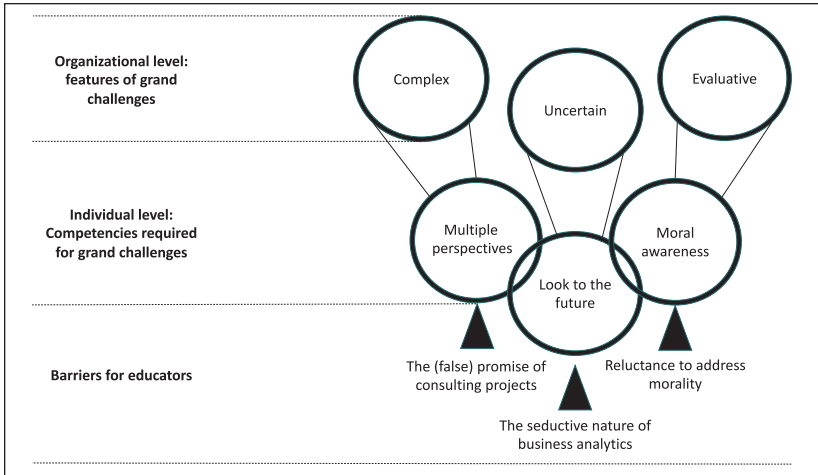 Organizational level:
features of grand
challenges
Complex
Uncertain
Evaluative
Individual level:
Competencies required
for grand challenges
Multiple
perspectives
Look to the
future
Moral
awareness
Barriers for educators
The (false) promise of
consulting projects
The seductive nature of
business analytics
Reluctance to address
morality